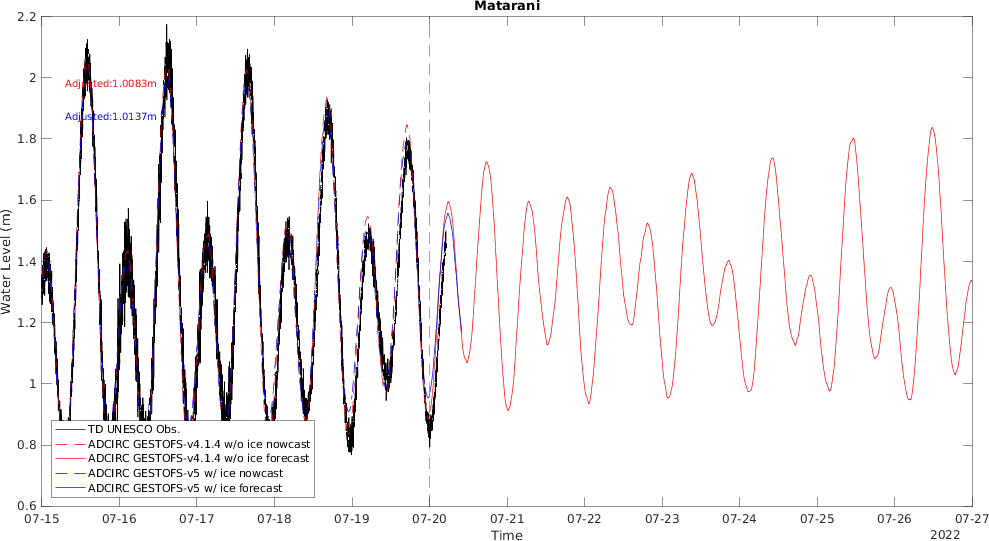 Matarani
2.2
2
1.8
1.6
1.4
1.2
1
0.8
0.6
Water Level (m)
Adjusted:1.0083m
Adjusted:1.0137m
TD UNESCO Obs.
ADCIRC GESTOFS-v4.1.4 w/o ice nowcast
ADCIRC GESTOFS-v4.1.4 w/o ice forecast
ADCIRC GESTOFS-v5 w/ ice nowcast
ADCIRC GESTOFS-v5 w/ ice forecast
07-15 07-16 07-17 07-18 07-19 07-20 07-21 07-22 07-23 07-24 07-25 07-26 07-27
Time
2022